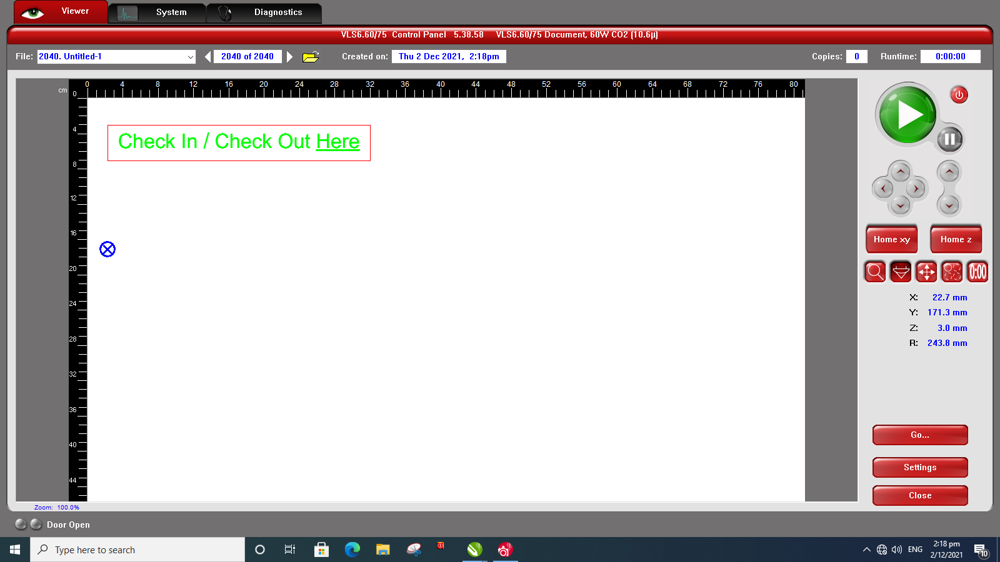 Viewer
System
Diagnostics
VLS6.60/75 Control Panel 5.38.58 VLS6.60/75 Document, 60W CO2 (10.6µ)
File: 2040. Untitled-1 2040 of 2040 Created on: Thu 2 Dec 2021, 2:18pm Copies: 0 Runtime: 0:00:00
0 4 8 12 16 20 24 28 32 36 40 44 48 52 56 60 64 68 72 76 80
cm
0
4
8
12
16
20
24
28
32
36
40
44
Check In / Check Out Here
Home xy
Home z
0:00
X: 22.7 mm
Y: 171.3 mm
Z: 3.0 mm
R: 243.8 mm
Go...
Settings
Close
Zoom: 100.0%
Door Open
Type here to search
ENG
2:18 pm
2/12/2021
10